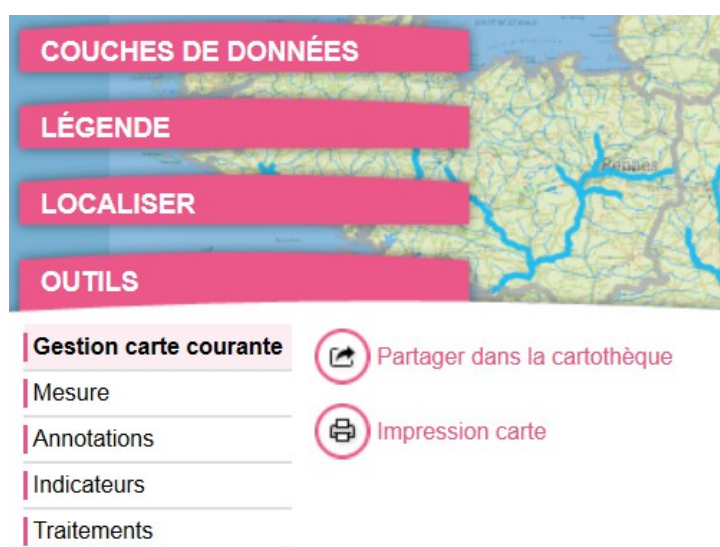 COUCHES DE DONNÉES
LÉGENDE
LOCALISER
Rennes
OUTILS
Gestion carte courante
Partager dans la cartothèque
Mesure
Annotations
Impression carte
Indicateurs
Traitements